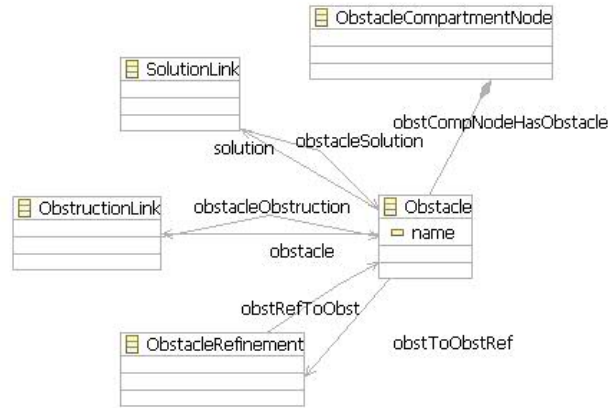 ObstacleCompartmentNode
SolutionLink
obstCompNodeHasObstacle
obstacleSolution
solution
ObstructionLink
obstacleObstruction
Obstacle
name
obstacle
obstRefToObst
ObstacleRefinement
obstToObstRef